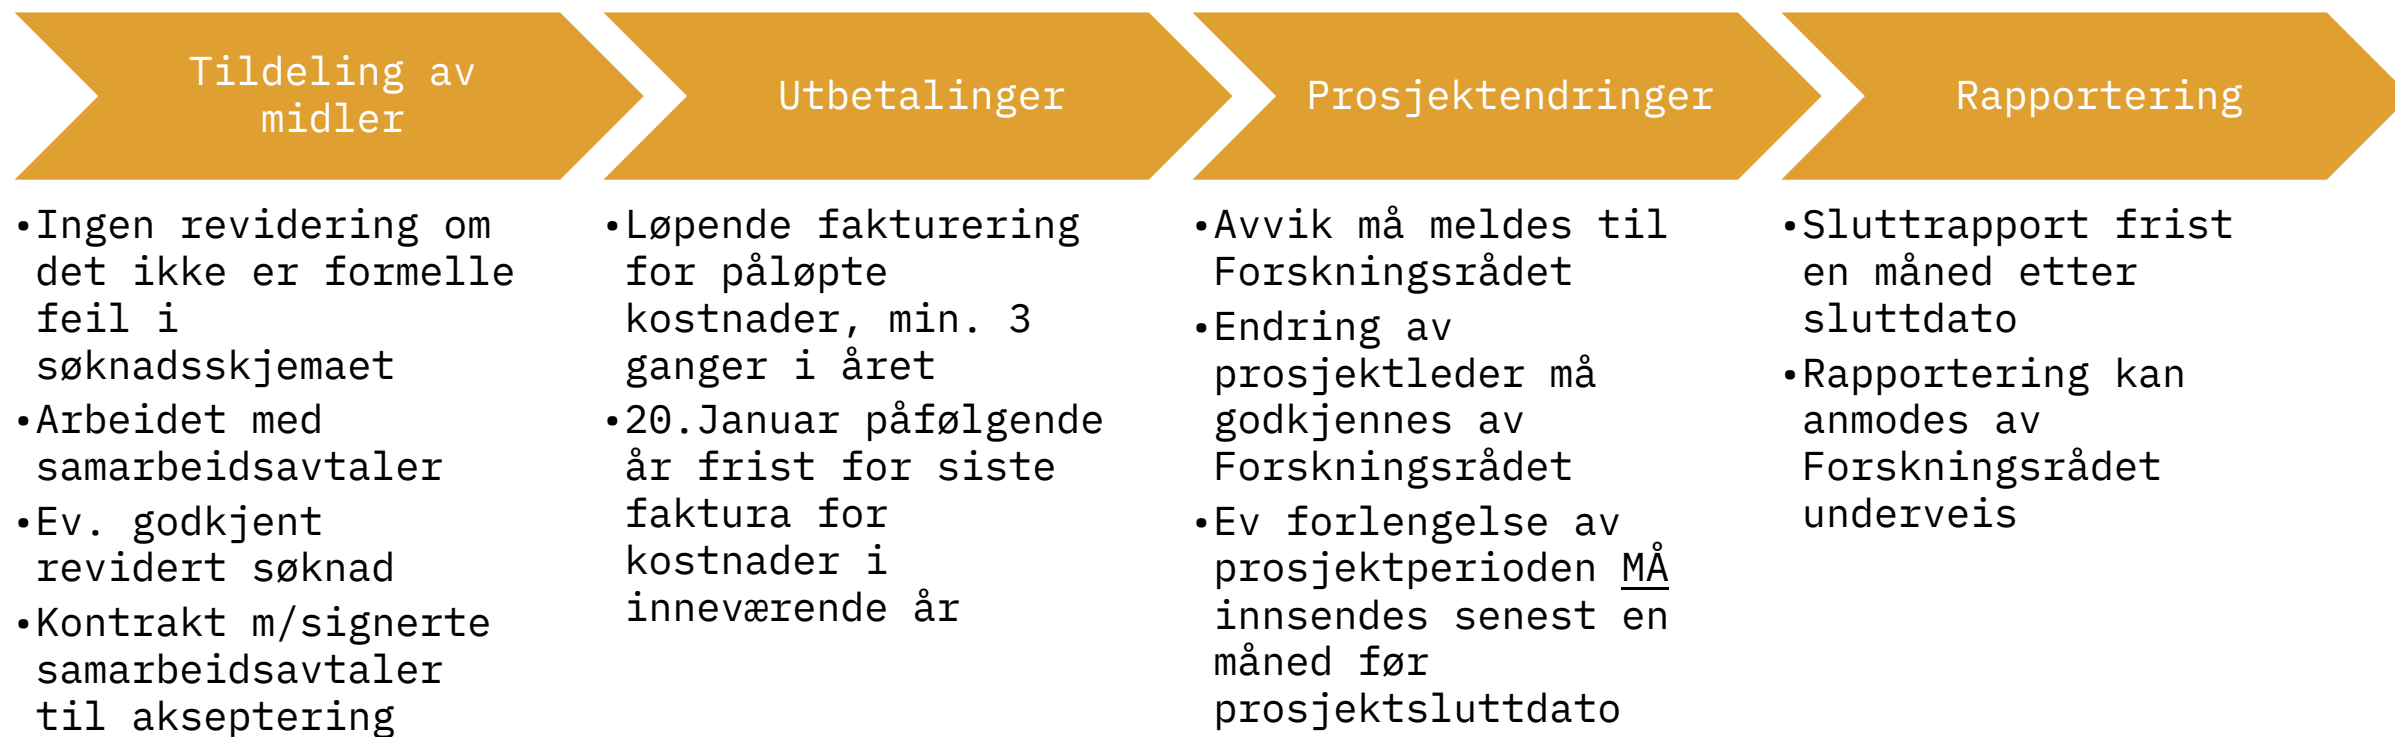 Tildeling av
midler
•Ingen revidering om
det ikke er formelle
feil i
søknadsskjemaet
•Arbeidet med
samarbeidsavtaler
•Ev. godkjent
revidert søknad
•Kontrakt m/signerte
samarbeidsavtaler
til akseptering
Utbetalinger
•Løpende fakturering
for påløpte
kostnader, min. 3
ganger i året
•20.Januar påfølgende
år frist for siste
faktura for
kostnader i
inneværende år
Prosjektendringer
•Avvik må meldes til
Forskningsrådet
•Endring av
prosjektleder må
godkjennes av
Forskningsrådet
•Ev forlengelse av
prosjektperioden MÅ
innsendes senest en
måned før
prosjektsluttdato
Rapportering
•Sluttrapport frist
en måned etter
sluttdato
•Rapportering kan
anmodes av
Forskningsrådet
underveis